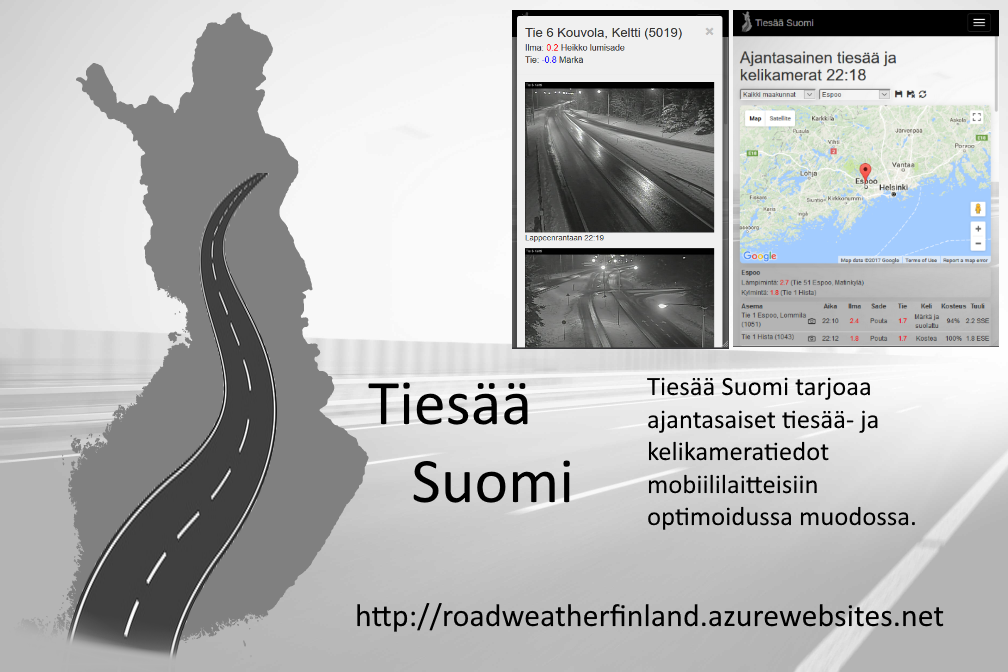 Tie 6 Kouvola, Keltti (5019)
×
Ilma: 0.2 Heikko lumisade
Tie: -0.8 Märkä
Lappeenrantaan 22:19
Tiesää Suomi
Ajantasainen tiesää ja
kelikamerat 22:18
Kaikki maakunnat Espoo
Map Satellite
Karkkila
Järvenpää
Vihti
Porvoo
Lohja
Vantaa
Espoo
Helsinki
Kirkkonummi
Google
Map data ©2017 Google Terms of Use Report a map error
Espoo
Lämpimintä: 2.7 (Tie 51 Espoo, Matinkylä)
Kylmintä: 1.8 (Tie 1 Hista)
Asema Aika Ilma Sade Tie Keli Kosteus Tuuli
Tie 1 Espoo, Lommila
(1051) 22:10 2.4 Pouta 1.7 Märkä ja
suolattu 94% 2.2 SSE
Tie 1 Hista (1043) 22:12 1.8 Pouta 1.7 Kostea 100% 1.8 ESE
Tiesää
Suomi
Tiesää Suomi tarjoaa
ajantasaiset tiesää- ja
kelikameratiedot
mobiililaitteisiin
optimoidussa muodossa.
http://roadweatherfinland.azurewebsites.net